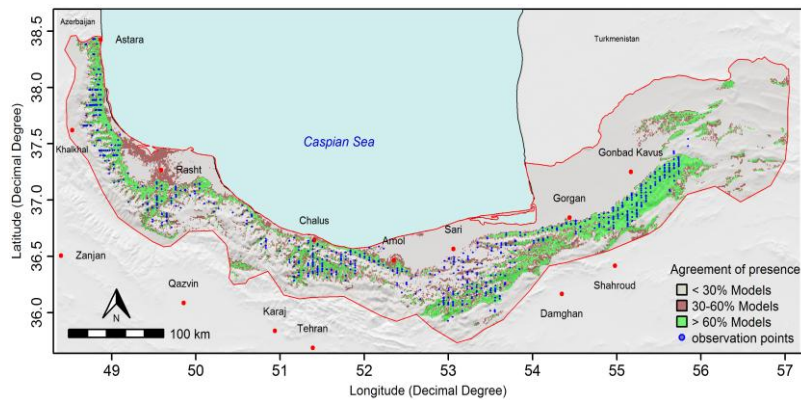 Azerbaijan
Astara
Turkmenistan
Caspian Sea
Khalkhal
Rasht
Gonbad Kavus
Gorgan
Chalus
Sari
Amol
Zanjan
Qazvin
Karaj
Tehran
Damghan
Shahroud
N
100 km
Agreement of presence
< 30% Models
30-60% Models
> 60% Models
observation points
38.5
38.0
37.5
37.0
36.5
36.0
Latitude (Decimal Degree)
49 50 51 52 53 54 55 56 57
Longitude (Decimal Degree)